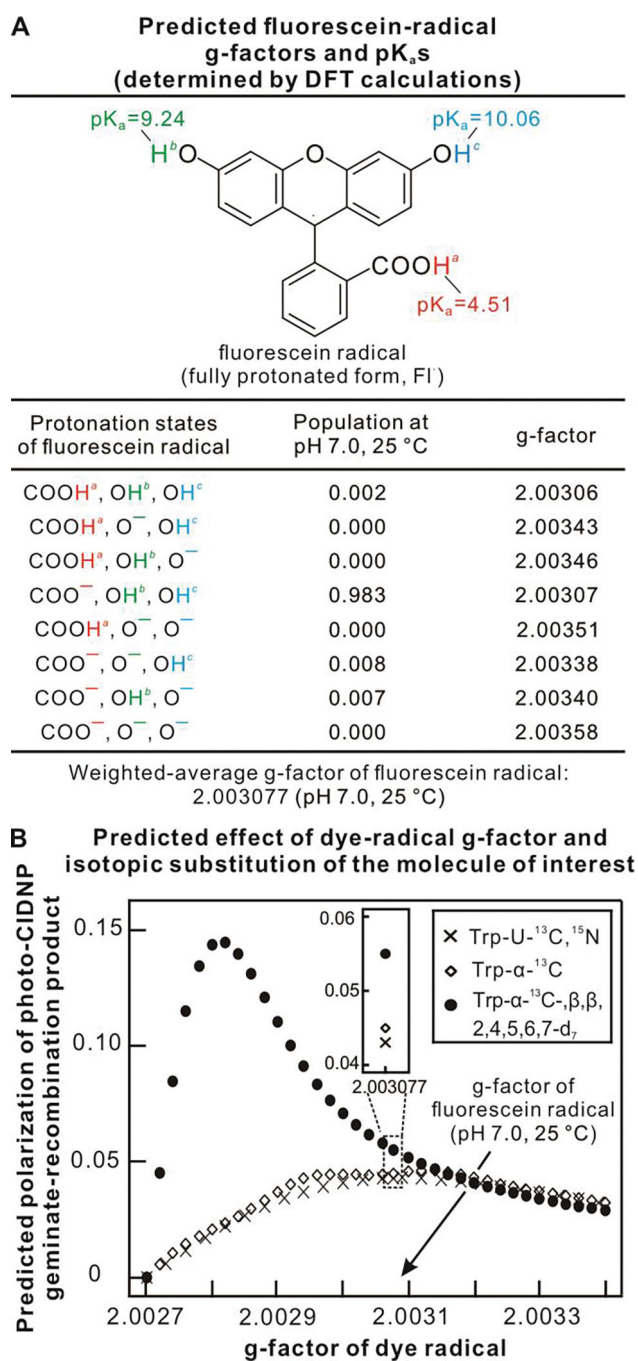 A
Predicted fluorescein-radical
g-factors and pKₐs
(determined by DFT calculations)
pKₐ=9.24
pKₐ=10.06
HᵇO
O
OHᶜ
COOHᵃ
pKₐ=4.51
fluorescein radical
(fully protonated form, Fl˙)
Protonation states of fluorescein radical | Population at pH 7.0, 25 °C | g-factor
COOHᵃ, OHᵇ, OHᶜ 0.002 2.00306
COOHᵃ, O⁻, OHᶜ 0.000 2.00343
COOHᵃ, OHᵇ, O⁻ 0.000 2.00346
COO⁻, OHᵇ, OHᶜ 0.983 2.00307
COOHᵃ, O⁻, O⁻ 0.000 2.00351
COO⁻, O⁻, OHᶜ 0.008 2.00338
COO⁻, OHᵇ, O⁻ 0.007 2.00340
COO⁻, O⁻, O⁻ 0.000 2.00358
Weighted-average g-factor of fluorescein radical:
2.003077 (pH 7.0, 25 °C)
B
Predicted effect of dye-radical g-factor and
isotopic substitution of the molecule of interest
Predicted polarization of photo-CIDNP
geminate-recombination product
0.15
0.10
0.05
0
0.06
0.05
0.04
2.003077
Trp-U-¹³C,¹⁵N
Trp-α-¹³C
Trp-α-¹³C-,β,β,
2,4,5,6,7-d₇
g-factor of
fluorescein radical
(pH 7.0, 25 °C)
2.0027
2.0029
2.0031
2.0033
g-factor of dye radical